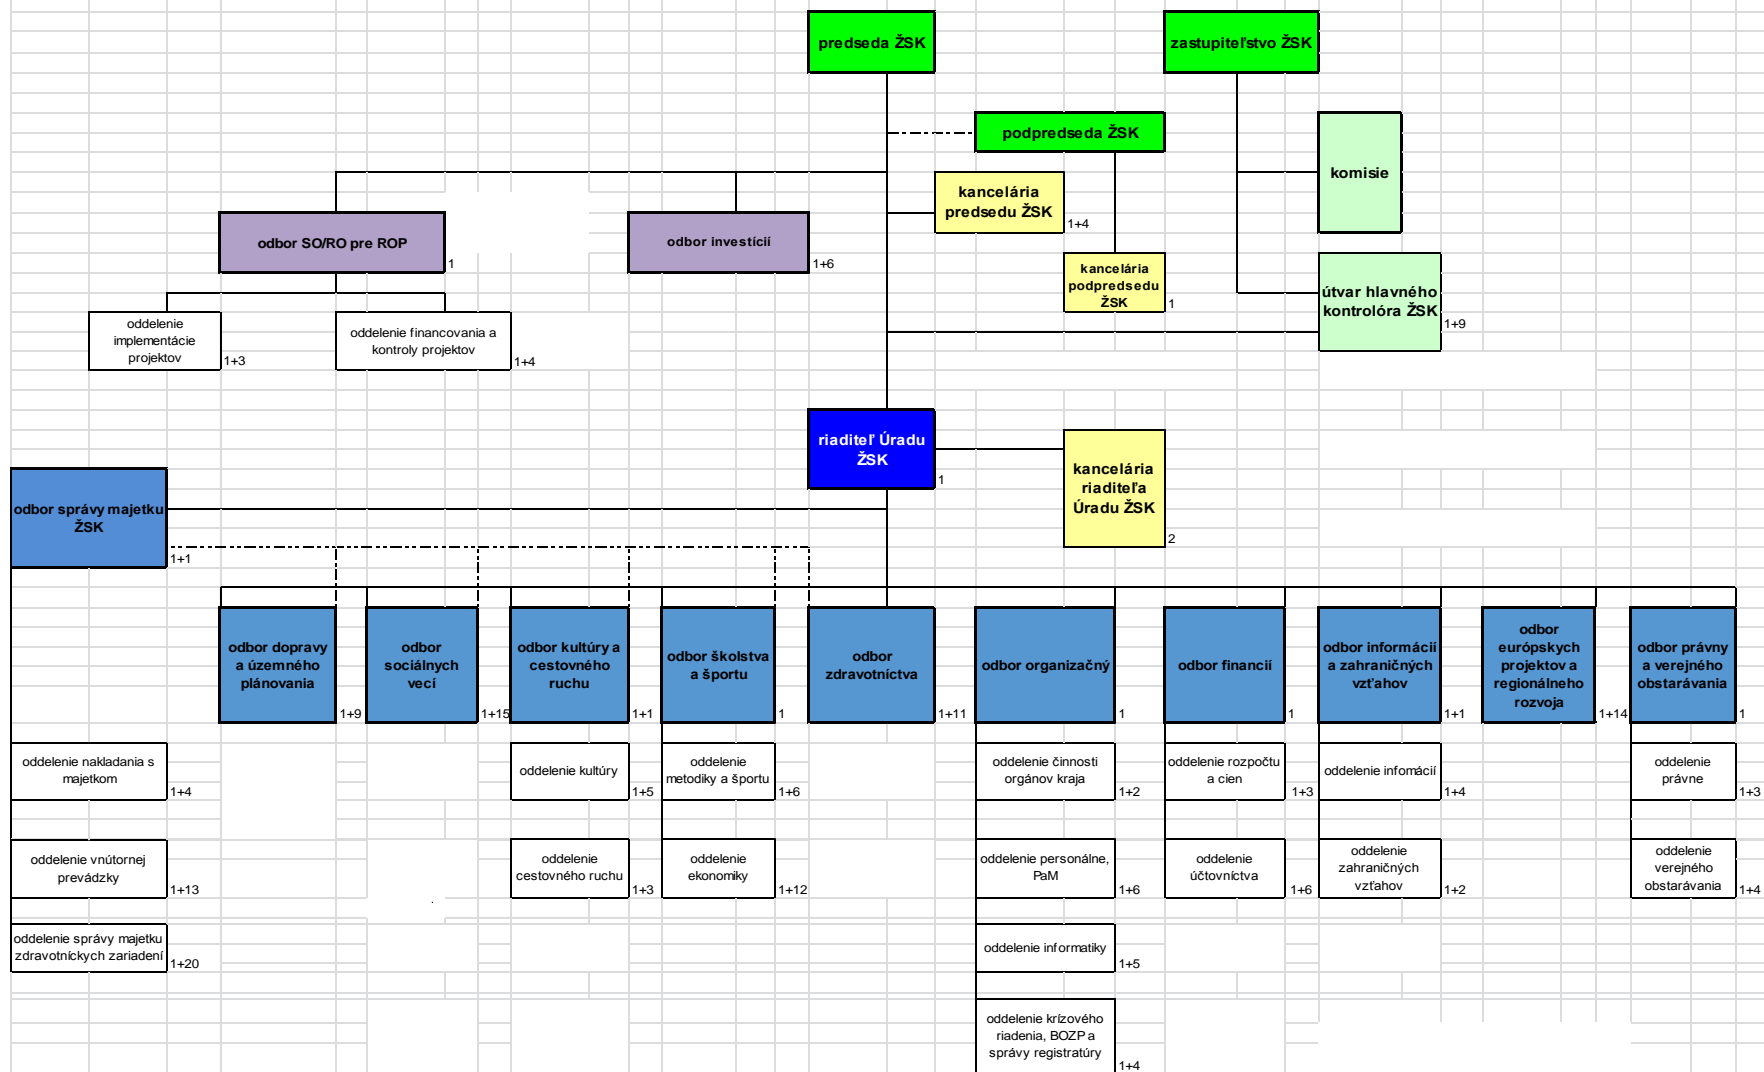 predseda ŽSK
zastupiteľstvo ŽSK
podpredseda ŽSK
komisie
kancelária
predsedu ŽSK
1+4
odbor SO/RO pre ROP
1
odbor investícií
1+6
kancelária
podpredsedu
ŽSK
1
útvar hlavného
kontrolóra ŽSK
1+9
oddelenie
implementácie
projektov
1+3
oddelenie financovania a
kontroly projektov
1+4
riaditeľ Úradu
ŽSK
1
kancelária
riaditeľa
Úradu ŽSK
2
odbor správy majetku
ŽSK
1+1
odbor dopravy
a územného
plánovania
1+9
odbor
sociálnych
vecí
1+15
odbor kultúry a
cestovného
ruchu
1+1
odbor školstva
a športu
1
odbor
zdravotníctva
1+11
odbor organizačný
1
odbor financií
1
odbor informácií
a zahraničných
vzťahov
1+1
odbor
európskych
projektov a
regionálneho
rozvoja
1+14
odbor právny
a verejného
obstarávania
1
oddelenie nakladania s
majetkom
1+4
oddelenie kultúry
1+5
oddelenie
metodiky a športu
1+6
oddelenie činnosti
orgánov kraja
1+2
oddelenie rozpočtu
a cien
1+3
oddelenie infomácií
1+4
oddelenie
právne
1+3
oddelenie vnútornej
prevádzky
1+13
oddelenie
cestovného ruchu
1+3
oddelenie
ekonomiky
1+12
oddelenie personálne,
PaM
1+6
oddelenie
účtovníctva
1+6
oddelenie
zahraničných
vzťahov
1+2
oddelenie
verejného
obstarávania
1+4
oddelenie správy majetku
zdravotníckych zariadení
1+20
oddelenie informatiky
1+5
oddelenie krízového
riadenia, BOZP a
správy registratúry
1+4